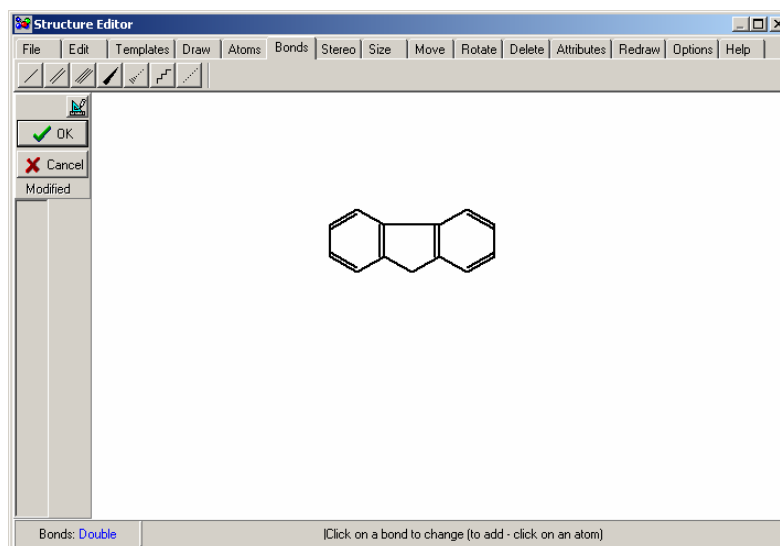 Structure Editor
File Edit Templates Draw Atoms Bonds Stereo Size Move Rotate Delete Attributes Redraw Options Help
OK
Cancel
Modified
Bonds: Double |Click on a bond to change (to add - click on an atom)